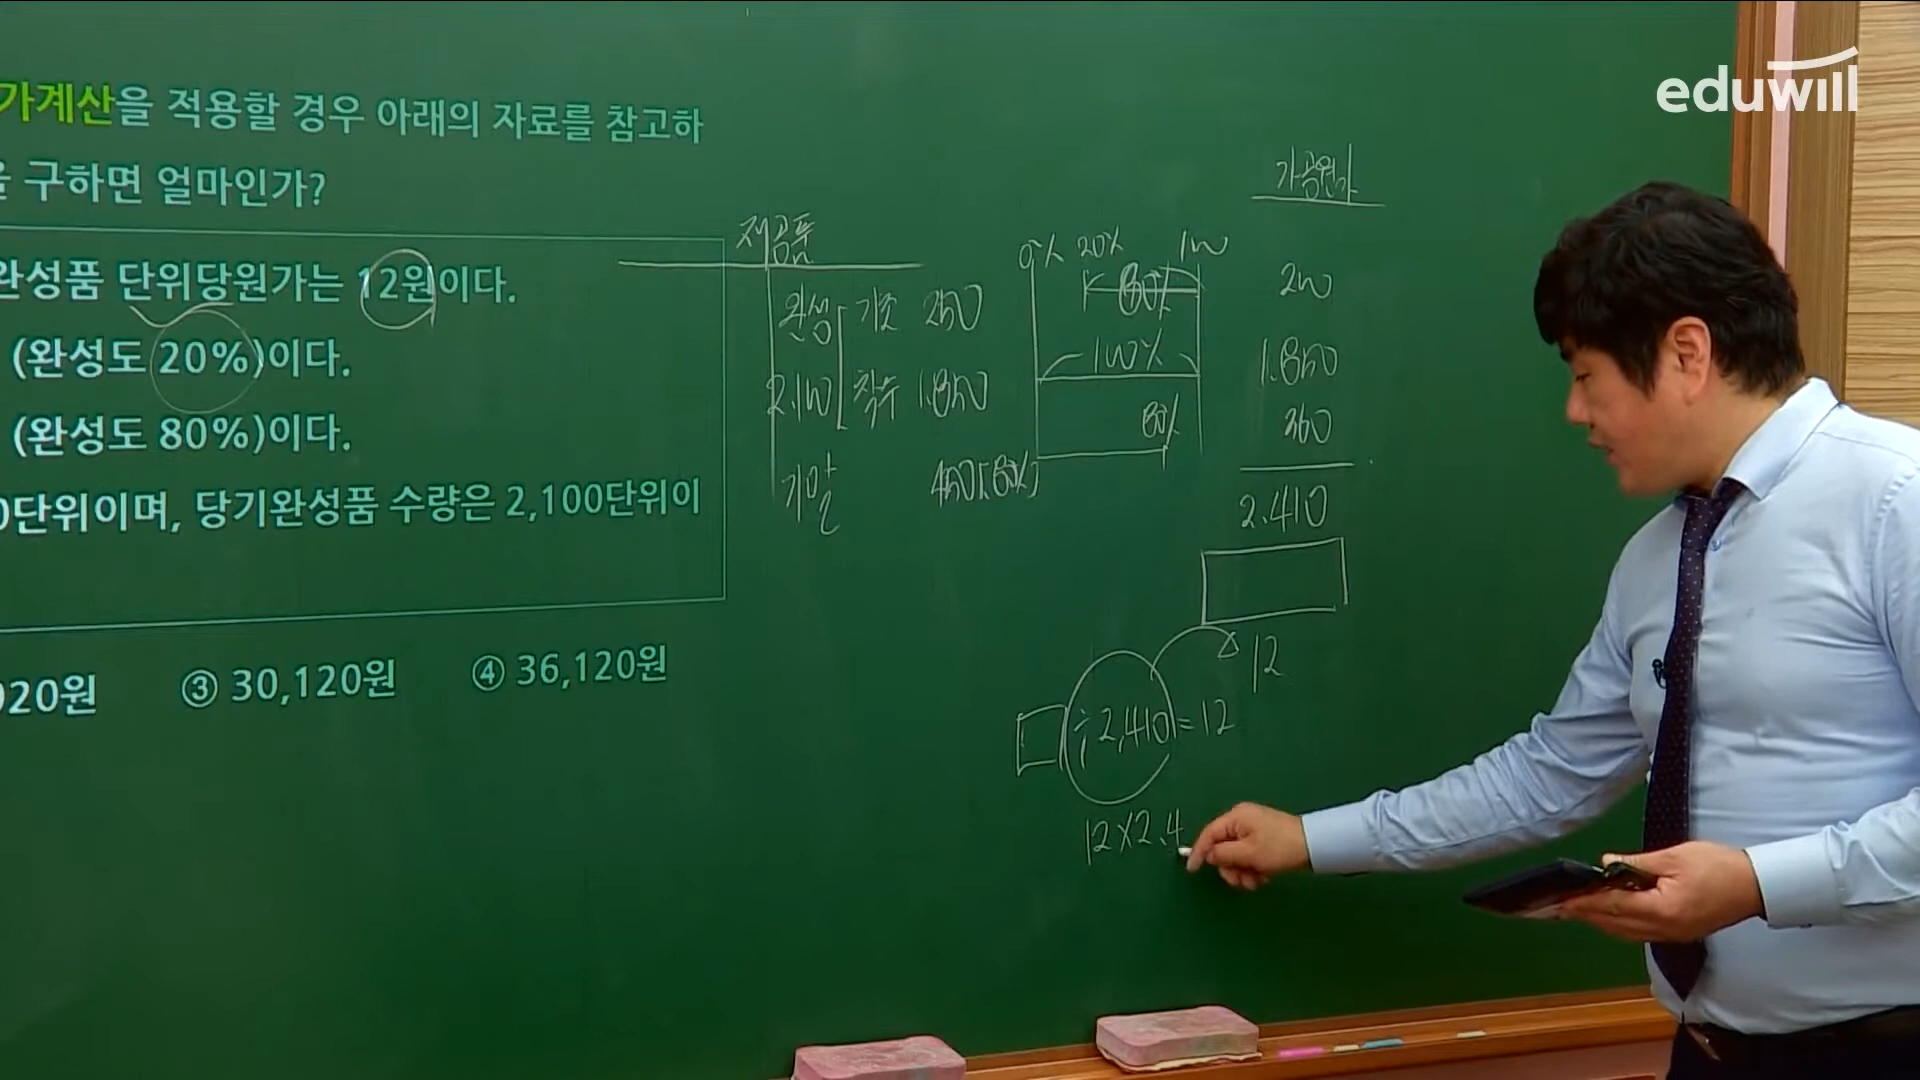 eduwill
가계산을 적용할 경우 아래의 자료를 참고하
을 구하면 얼마인가?
완성품 단위당원가는 12원이다.
(완성도 20%)이다.
(완성도 80%)이다.
0단위이며, 당기완성품 수량은 2,100단위이
020원 ③ 30,120원 ④ 36,120원
재공품
완성 기초 250
2.100 착수 1.850
기말 450(80%)
0% 20% 100
80%
100%
80%
가공원가
200
1.850
360
2.410
12
÷2,410=12
12×2.4